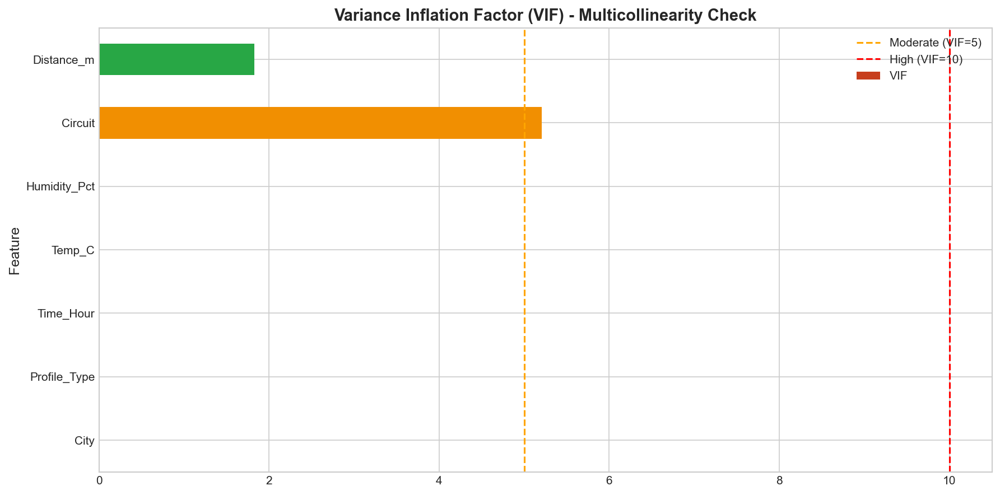 Variance Inflation Factor (VIF) - Multicollinearity Check
Moderate (VIF=5)
High (VIF=10)
VIF
Feature
Distance_m
Circuit
Humidity_Pct
Temp_C
Time_Hour
Profile_Type
City
0 2 4 6 8 10